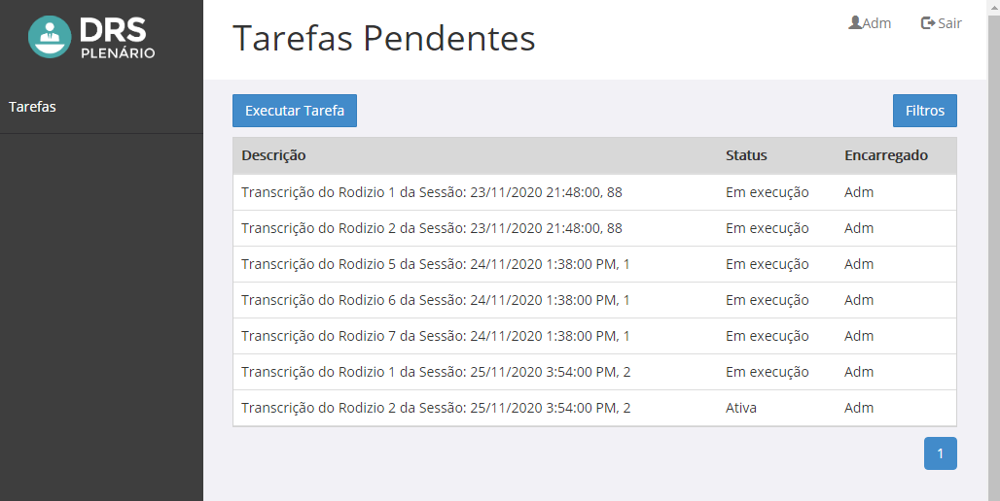 DRS
PLENÁRIO
Tarefas Pendentes
Adm
Sair
Tarefas
Executar Tarefa
Filtros
Descrição Status Encarregado
Transcrição do Rodizio 1 da Sessão: 23/11/2020 21:48:00, 88 Em execução Adm
Transcrição do Rodizio 2 da Sessão: 23/11/2020 21:48:00, 88 Em execução Adm
Transcrição do Rodizio 5 da Sessão: 24/11/2020 1:38:00 PM, 1 Em execução Adm
Transcrição do Rodizio 6 da Sessão: 24/11/2020 1:38:00 PM, 1 Em execução Adm
Transcrição do Rodizio 7 da Sessão: 24/11/2020 1:38:00 PM, 1 Em execução Adm
Transcrição do Rodizio 1 da Sessão: 25/11/2020 3:54:00 PM, 2 Em execução Adm
Transcrição do Rodizio 2 da Sessão: 25/11/2020 3:54:00 PM, 2 Ativa Adm
1